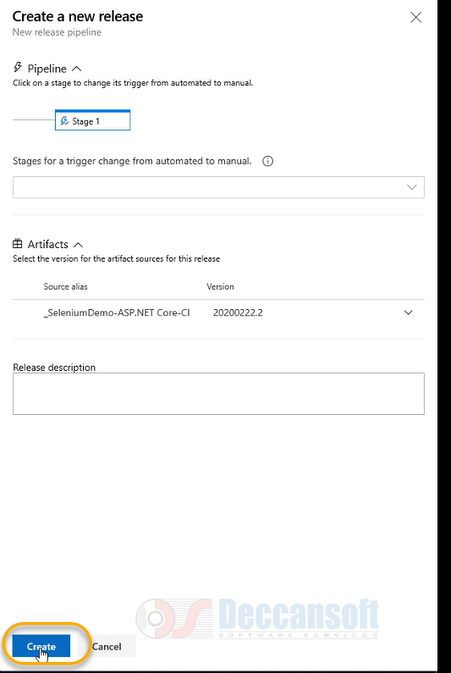 Create a new release
New release pipeline
Pipeline
Click on a stage to change its trigger from automated to manual.
Stage 1
Stages for a trigger change from automated to manual.
Artifacts
Select the version for the artifact sources for this release
Source alias Version
_SeleniumDemo-ASP.NET Core-CI 20200222.2
Release description
DS Deccansoft
SOFTWARE SERVICES
Create Cancel